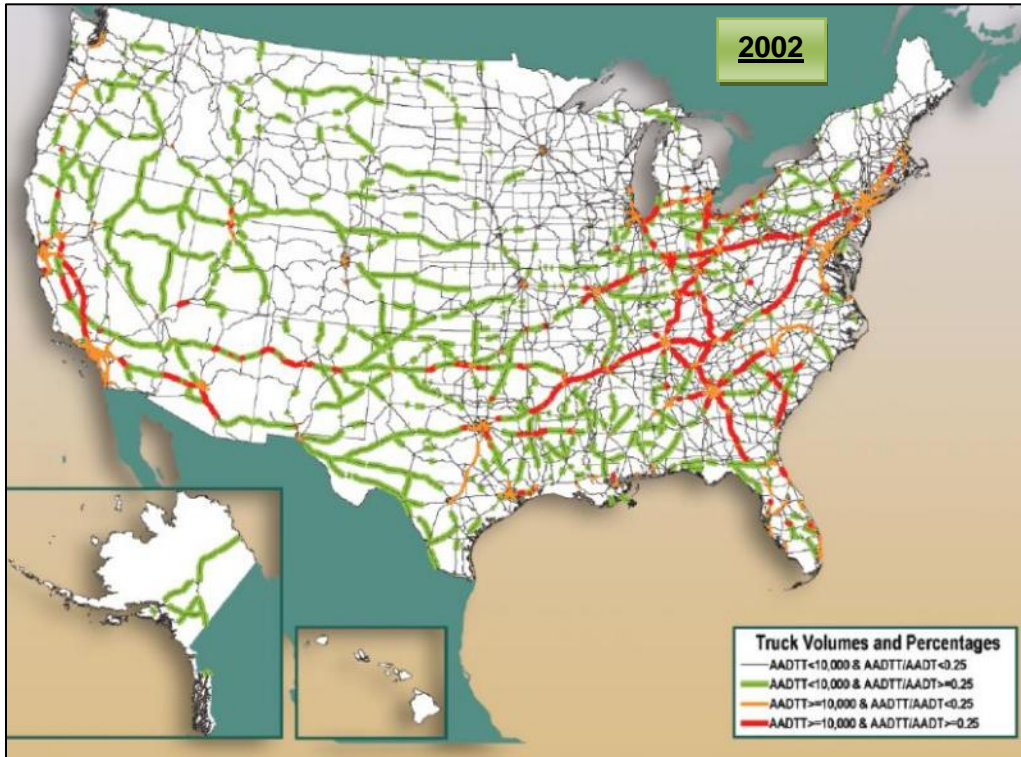 2002
Truck Volumes and Percentages
AADTT<10,000 & AADTT/AADT<0.25
AADTT<10,000 & AADTT/AADT>=0.25
AADTT>=10,000 & AADTT/AADT<0.25
AADTT>=10,000 & AADTT/AADT>=0.25